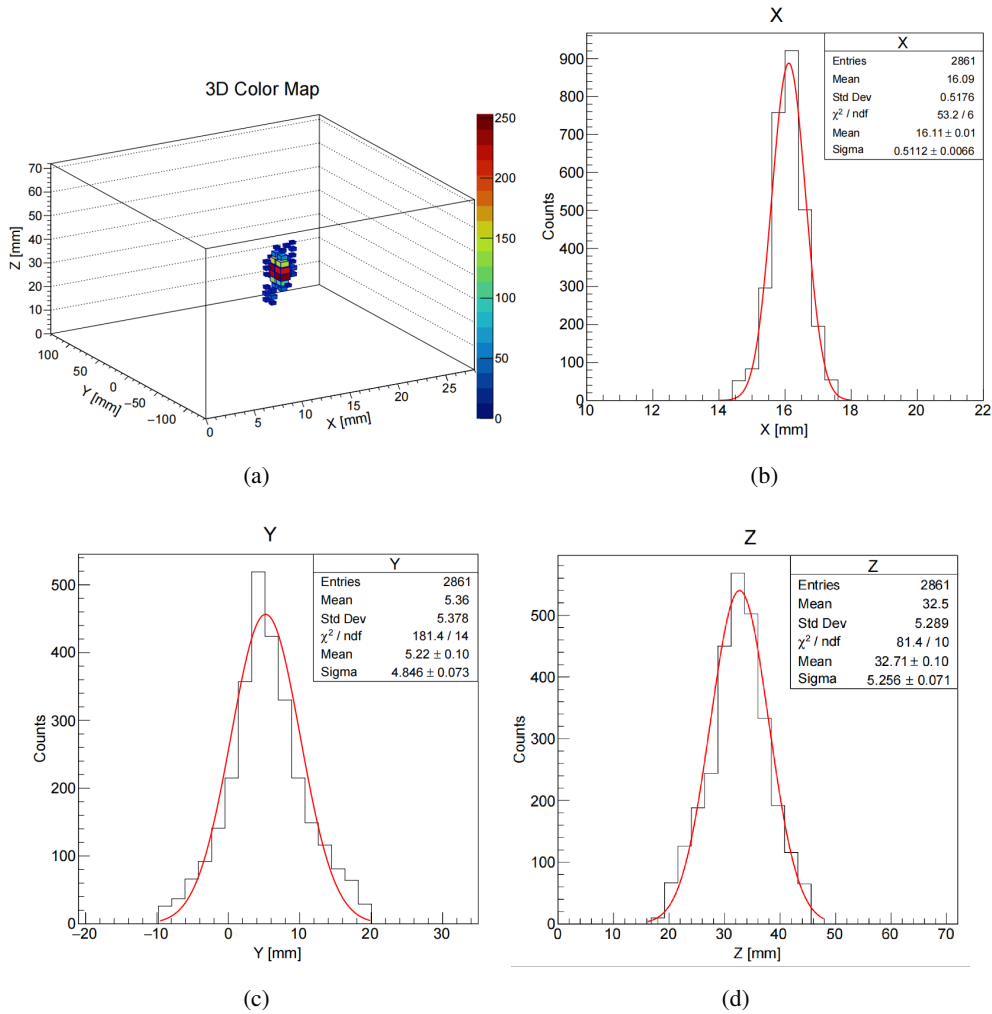 3D Color Map
Z [mm]
70
60
50
40
30
20
10
0
100
50
0
−50
−100
Y [mm]
0
5
10
15
20
25
X [mm]
250
200
150
100
50
0
(a)
X
X
Entries 2861
Mean 16.09
Std Dev 0.5176
χ² / ndf 53.2 / 6
Mean 16.11 ± 0.01
Sigma 0.5112 ± 0.0066
Counts
900
800
700
600
500
400
300
200
100
0
10 12 14 16 18 20 22
X [mm]
(b)
Y
Y
Entries 2861
Mean 5.36
Std Dev 5.378
χ² / ndf 181.4 / 14
Mean 5.22 ± 0.10
Sigma 4.846 ± 0.073
Counts
500
400
300
200
100
0
−20 −10 0 10 20 30
Y [mm]
(c)
Z
Z
Entries 2861
Mean 32.5
Std Dev 5.289
χ² / ndf 81.4 / 10
Mean 32.71 ± 0.10
Sigma 5.256 ± 0.071
Counts
500
400
300
200
100
0
0 10 20 30 40 50 60 70
Z [mm]
(d)